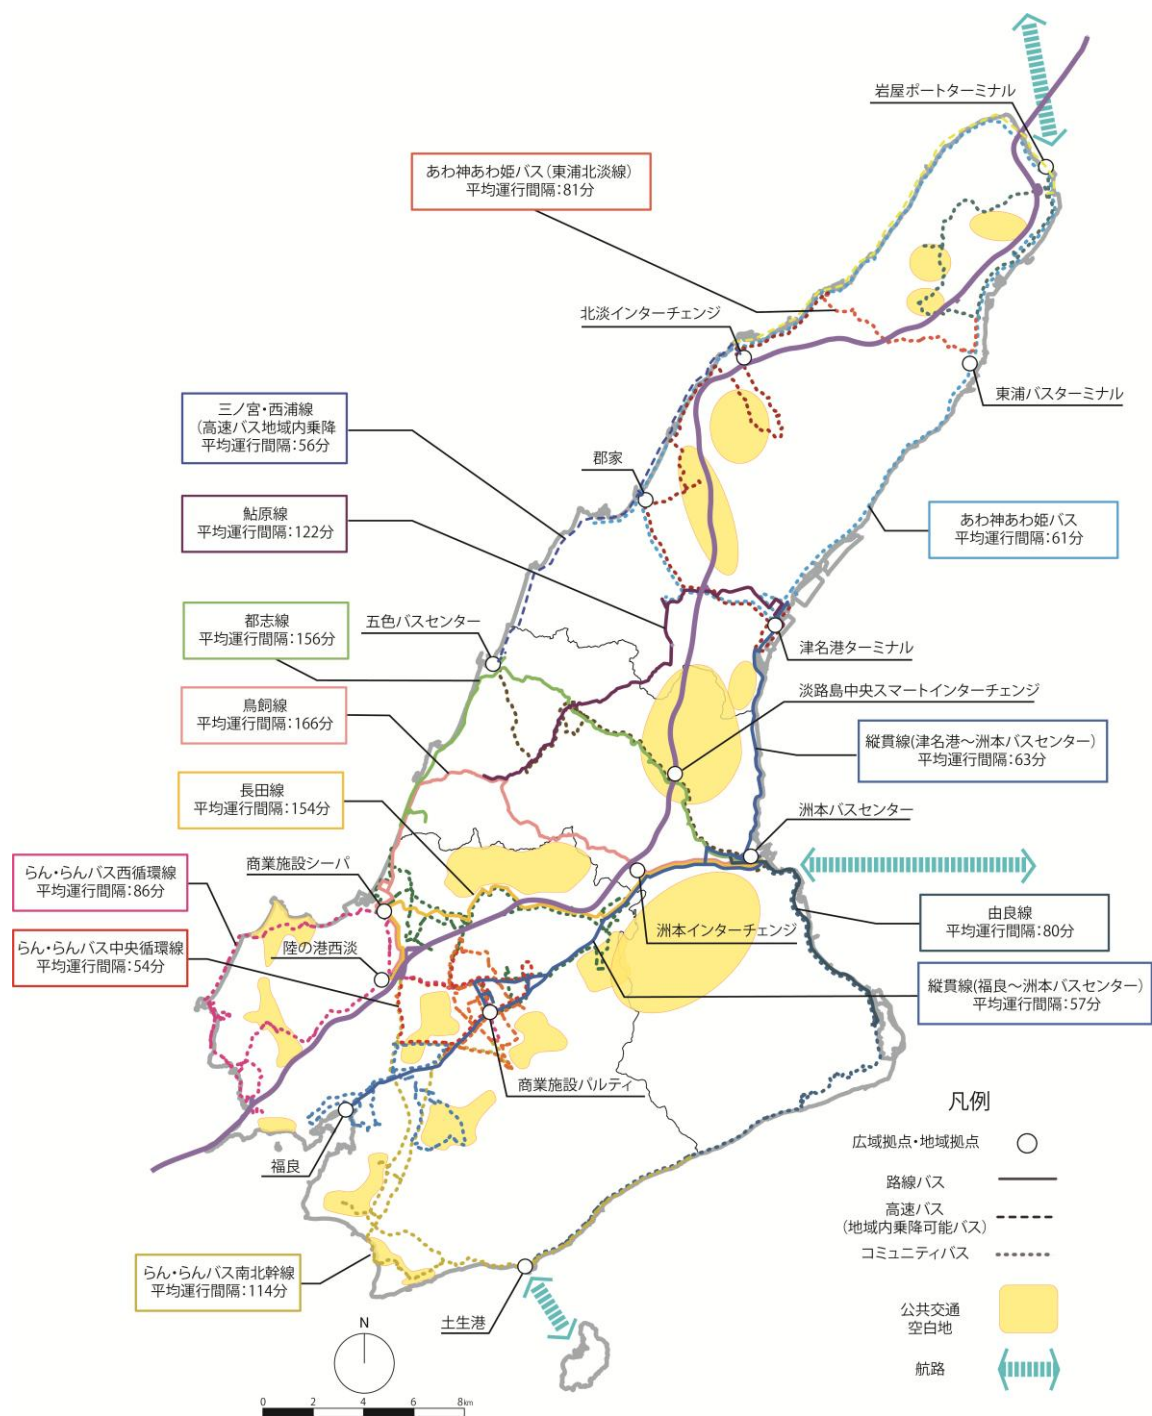 岩屋ポートターミナル
あわ神あわ姫バス(東浦北淡線)
平均運行間隔:81分
北淡インターチェンジ
東浦バスターミナル
三ノ宮・西浦線
(高速バス地域内乗降
平均運行間隔:56分
郡家
鮎原線
平均運行間隔:122分
あわ神あわ姫バス
平均運行間隔:61分
都志線
平均運行間隔:156分
五色バスセンター
津名港ターミナル
淡路島中央スマートインターチェンジ
鳥飼線
平均運行間隔:166分
縦貫線(津名港～洲本バスセンター)
平均運行間隔:63分
長田線
平均運行間隔:154分
洲本バスセンター
商業施設シーパ
らん・らんバス西循環線
平均運行間隔:86分
由良線
平均運行間隔:80分
洲本インターチェンジ
陸の港西淡
らん・らんバス中央循環線
平均運行間隔:54分
縦貫線(福良～洲本バスセンター)
平均運行間隔:57分
商業施設パルティ
福良
らん・らんバス南北幹線
平均運行間隔:114分
土生港
凡例
広域拠点・地域拠点
路線バス
高速バス
(地域内乗降可能バス)
コミュニティバス
公共交通
空白地
航路
N
0 2 4 6 8km